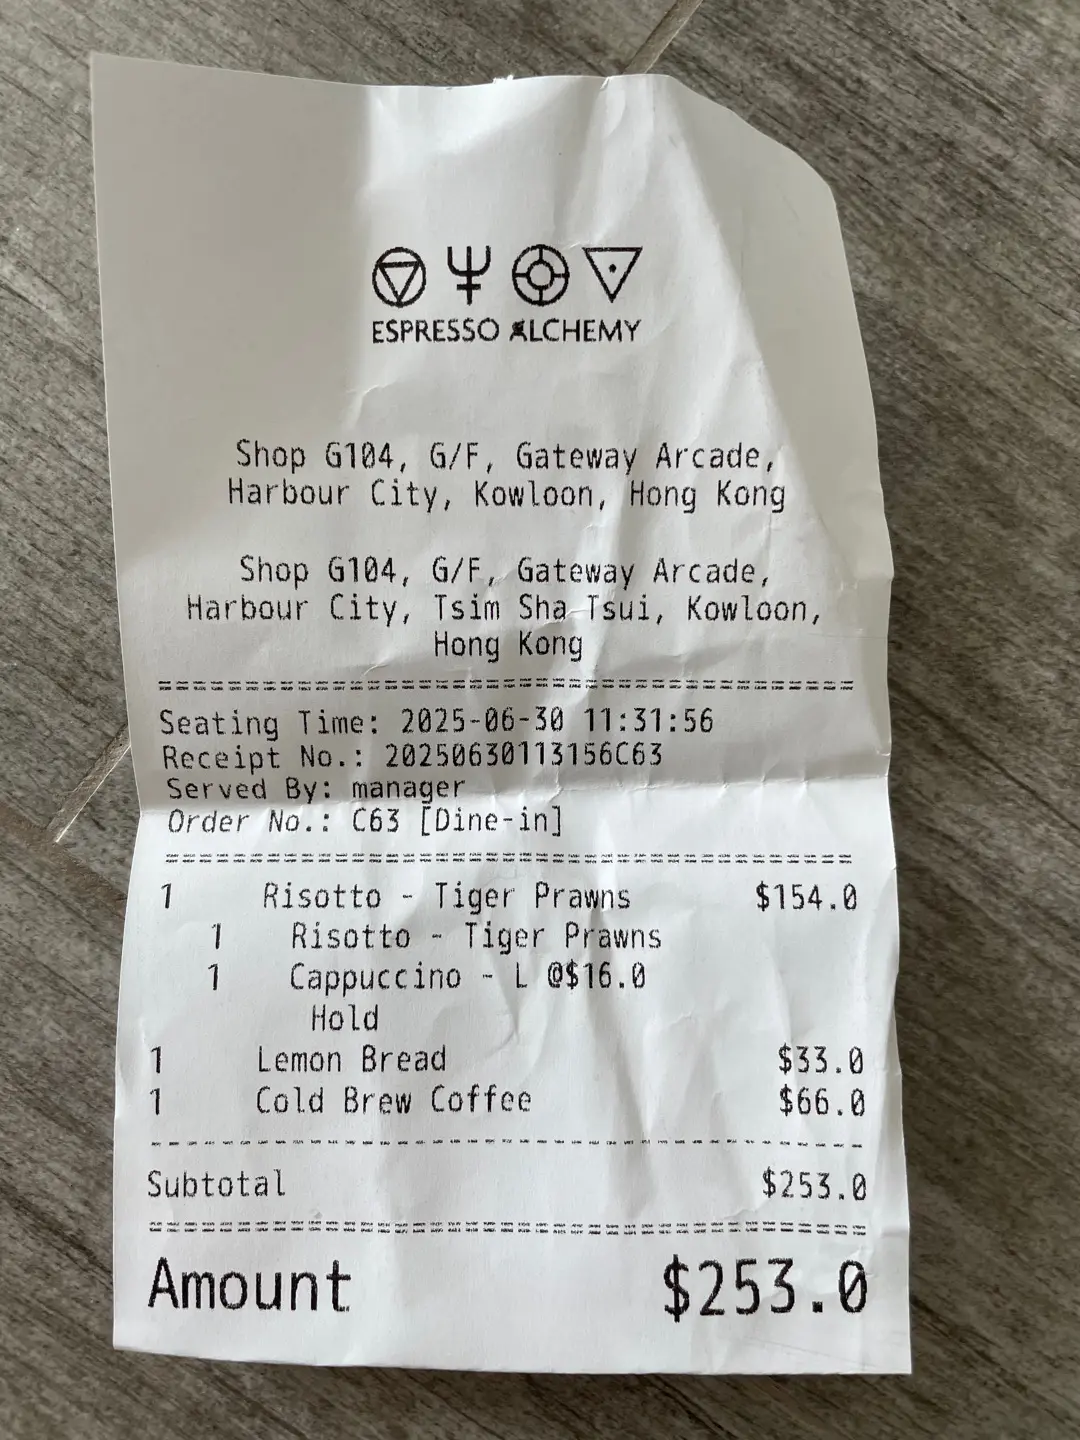 ESPRESSO ALCHEMY
Shop G104, G/F, Gateway Arcade,
Harbour City, Kowloon, Hong Kong
Shop G104, G/F, Gateway Arcade,
Harbour City, Tsim Sha Tsui, Kowloon,
Hong Kong
Seating Time: 2025-06-30 11:31:56
Receipt No.: 20250630113156C63
Served By: manager
Order No.: C63 [Dine-in]
1 Risotto - Tiger Prawns $154.0
1 Risotto - Tiger Prawns
1 Cappuccino - L @$16.0
Hold
1 Lemon Bread $33.0
1 Cold Brew Coffee $66.0
Subtotal $253.0
Amount $253.0